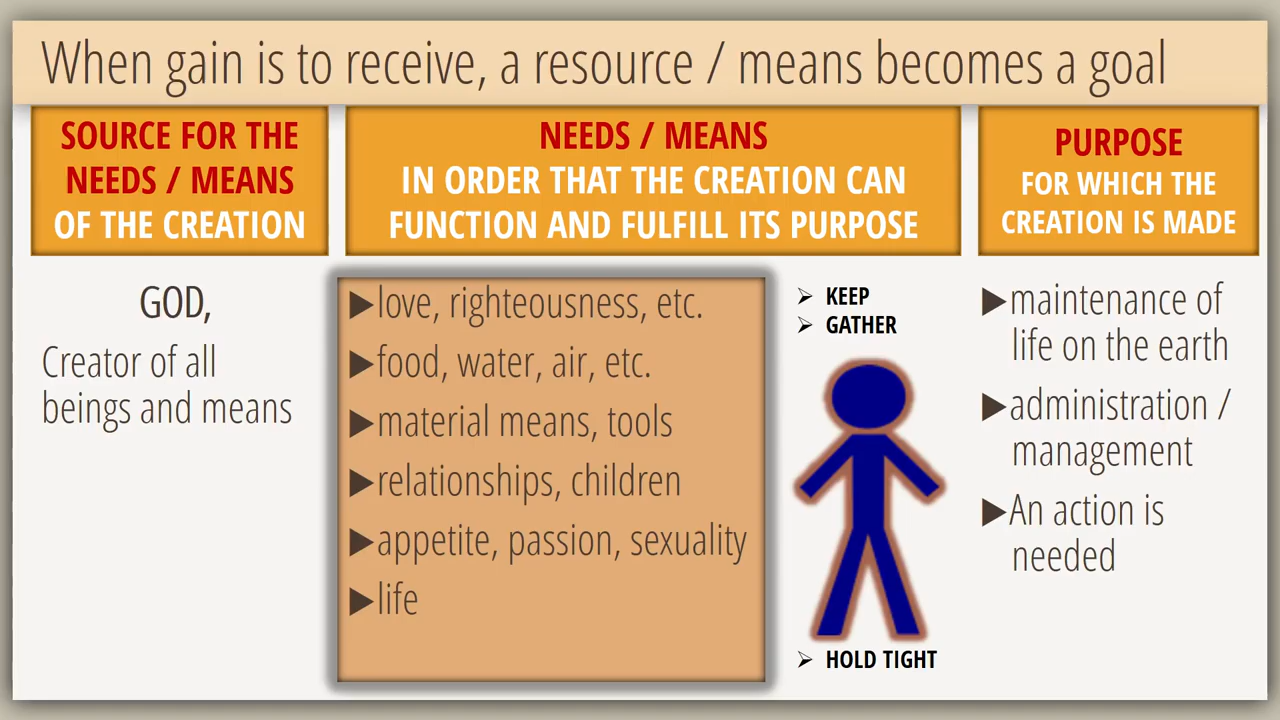 When gain is to receive, a resource / means becomes a goal
SOURCE FOR THE
NEEDS / MEANS
OF THE CREATION
NEEDS / MEANS
IN ORDER THAT THE CREATION CAN
FUNCTION AND FULFILL ITS PURPOSE
PURPOSE
FOR WHICH THE
CREATION IS MADE
GOD,
Creator of all
beings and means
▶love, righteousness, etc.
▶food, water, air, etc.
▶material means, tools
▶relationships, children
▶appetite, passion, sexuality
▶life
➢ KEEP
➢ GATHER
➢ HOLD TIGHT
▶maintenance of
life on the earth
▶administration /
management
▶An action is
needed